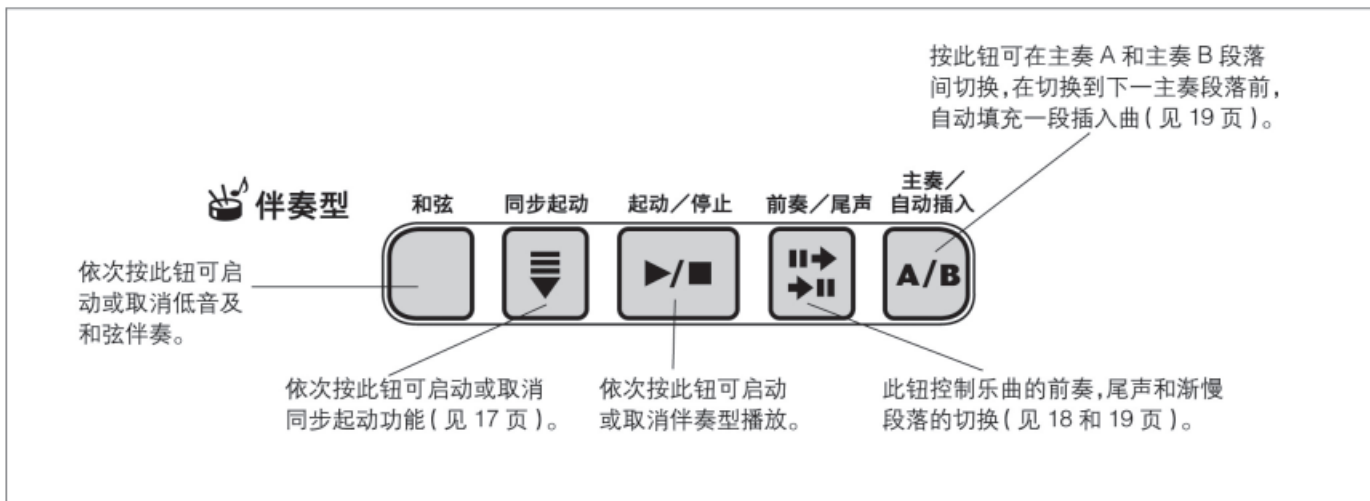 按此钮可在主奏 A 和主奏 B 段落
间切换,在切换到下一主奏段落前,
自动填充一段插入曲( 见 19 页 )。
伴奏型
和弦
同步起动
起动／停止
前奏／尾声
主奏／
自动插入
A/B
依次按此钮可启
动或取消低音及
和弦伴奏。
依次按此钮可启动或取消
同步起动功能( 见 17 页 )。
依次按此钮可启动
或取消伴奏型播放。
此钮控制乐曲的前奏,尾声和渐慢
段落的切换( 见 18 和 19 页 )。